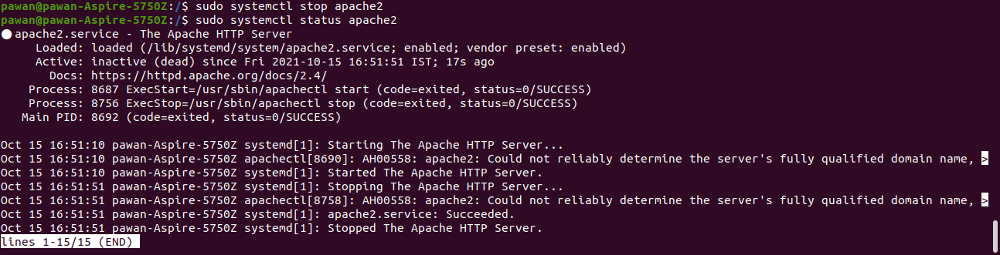 pawan@pawan-Aspire-5750Z:/$ sudo systemctl stop apache2
pawan@pawan-Aspire-5750Z:/$ sudo systemctl status apache2
● apache2.service - The Apache HTTP Server
     Loaded: loaded (/lib/systemd/system/apache2.service; enabled; vendor preset: enabled)
     Active: inactive (dead) since Fri 2021-10-15 16:51:51 IST; 17s ago
       Docs: https://httpd.apache.org/docs/2.4/
    Process: 8687 ExecStart=/usr/sbin/apachectl start (code=exited, status=0/SUCCESS)
    Process: 8756 ExecStop=/usr/sbin/apachectl stop (code=exited, status=0/SUCCESS)
   Main PID: 8692 (code=exited, status=0/SUCCESS)

Oct 15 16:51:10 pawan-Aspire-5750Z systemd[1]: Starting The Apache HTTP Server...
Oct 15 16:51:10 pawan-Aspire-5750Z apachectl[8690]: AH00558: apache2: Could not reliably determine the server's fully qualified domain name, >
Oct 15 16:51:10 pawan-Aspire-5750Z systemd[1]: Started The Apache HTTP Server.
Oct 15 16:51:51 pawan-Aspire-5750Z systemd[1]: Stopping The Apache HTTP Server...
Oct 15 16:51:51 pawan-Aspire-5750Z apachectl[8758]: AH00558: apache2: Could not reliably determine the server's fully qualified domain name, >
Oct 15 16:51:51 pawan-Aspire-5750Z systemd[1]: apache2.service: Succeeded.
Oct 15 16:51:51 pawan-Aspire-5750Z systemd[1]: Stopped The Apache HTTP Server.
lines 1-15/15 (END)